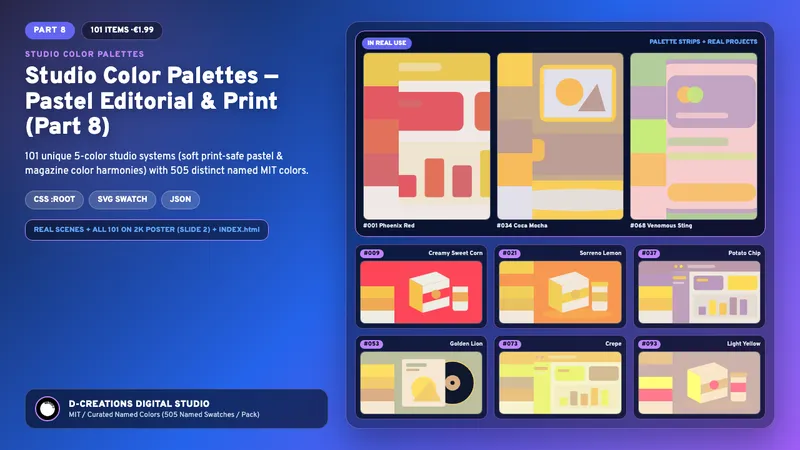 PART 8
101 ITEMS · €1.99
STUDIO COLOR PALETTES
Studio Color Palettes —
Pastel Editorial & Print
(Part 8)
101 unique 5-color studio systems (soft print-safe pastel &
magazine color harmonies) with 505 distinct named MIT colors.
CSS :ROOT
SVG SWATCH
JSON
REAL SCENES + ALL 101 ON 2K POSTER (SLIDE 2) + INDEX.html
D-CREATIONS DIGITAL STUDIO
MIT / Curated Named Colors (505 Named Swatches / Pack)
IN REAL USE
PALETTE STRIPS + REAL PROJECTS
#001 Phoenix Red
#034 Coca Mocha
#068 Venomous Sting
#009
Creamy Sweet Corn
#021
Sorreno Lemon
#037
Potato Chip
#053
Golden Lion
#073
Crepe
#093
Light Yellow